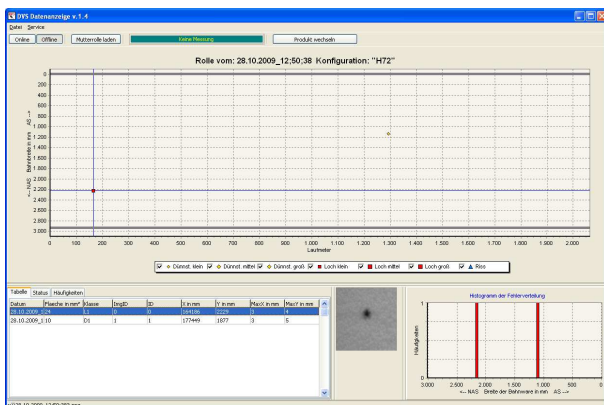 DVS Datenanzeige v.1.4
Datei Service
Online Offline Mutterrolle laden Keine Messung Produkt wechseln
Rolle vom: 28.10.2009_12;50;38 Konfiguration: "H72"
<-- NAS Bahnbreite in mm AS -->
0
200
400
600
800
1.000
1.200
1.400
1.600
1.800
2.000
2.200
2.400
2.600
2.800
3.000
0 100 200 300 400 500 600 700 800 900 1.000 1.100 1.200 1.300 1.400 1.500 1.600 1.700 1.800 1.900 2.000
Laufmeter
Dünnst. klein Dünnst. mittel Dünnst. groß Loch klein Loch mittel Loch groß Riss
Tabelle Status Häufigkeiten
Datum Flaeche in mm² Klasse ImgID ID X in mm Y in mm MaxX in mm MaxY in mm
28.10.2009_1 24 L1 0 0 164186 2229 3 4
28.10.2009_1 10 D1 1 1 2 3 5
Histogramm der Fehlerverteilung
Häufigkeiten
1
0
3.000 2.500 2.000 1.500 1.000 500 0
<-- NAS Breite der Bahnware in mm AS -->